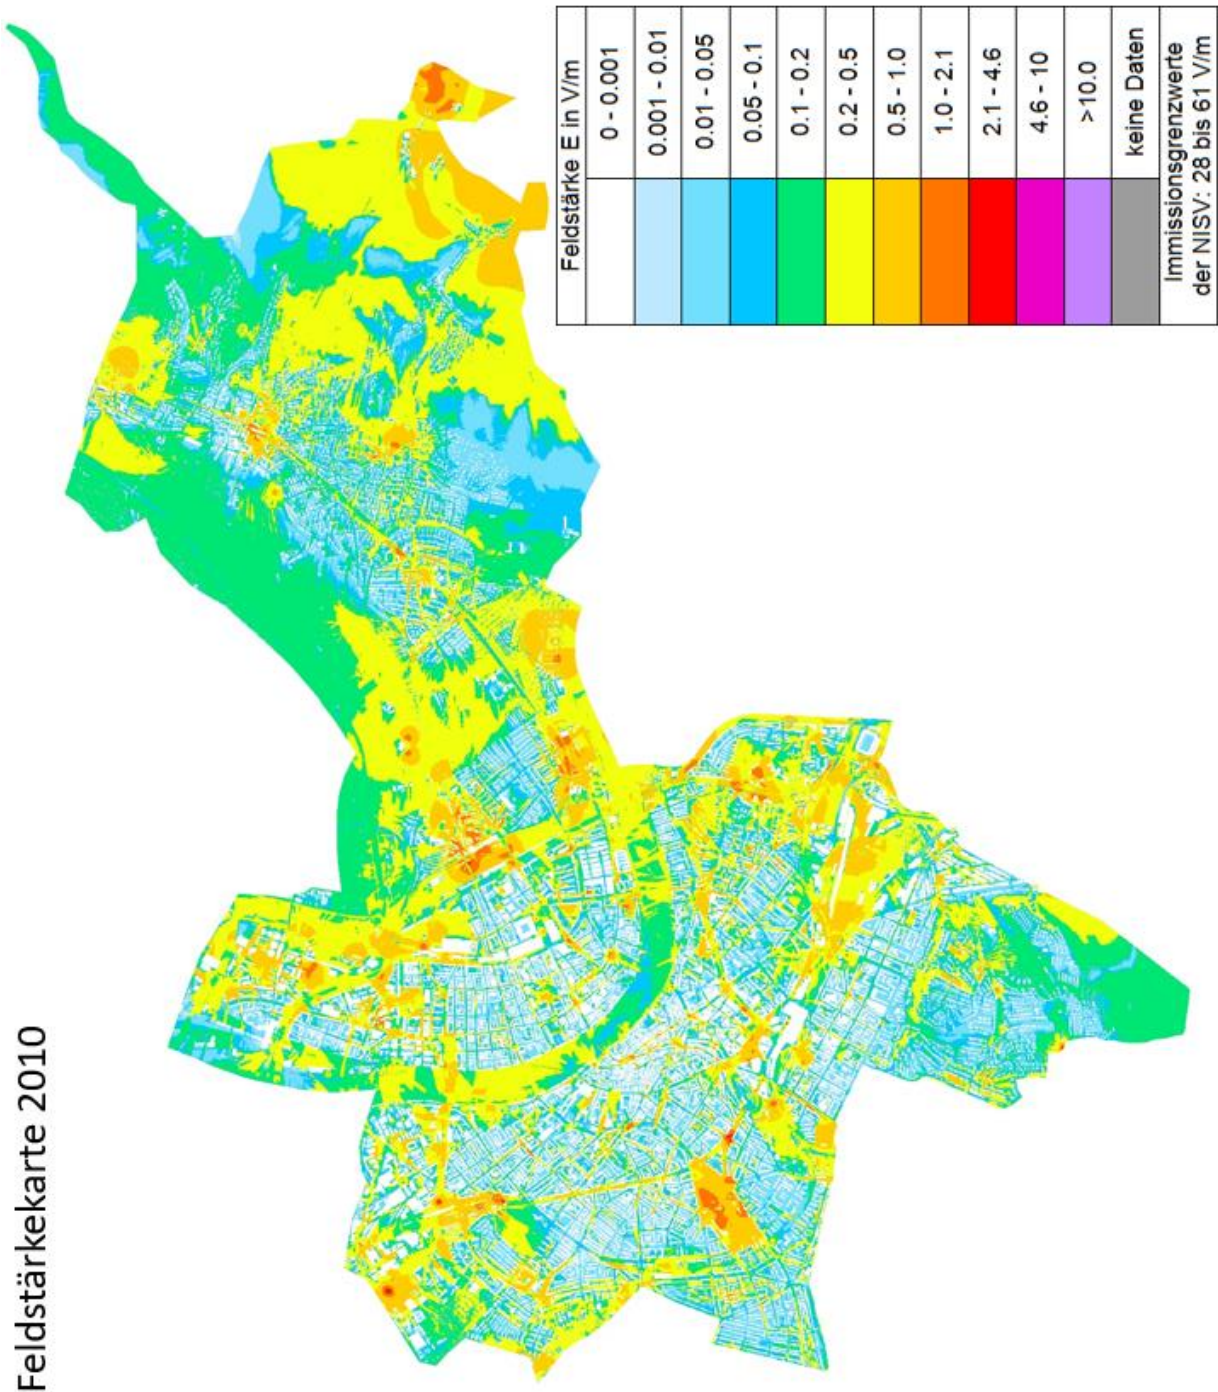 Feldstärkekarte 2010
Feldstärke E in V/m
0 - 0.001
0.001 - 0.01
0.01 - 0.05
0.05 - 0.1
0.1 - 0.2
0.2 - 0.5
0.5 - 1.0
1.0 - 2.1
2.1 - 4.6
4.6 - 10
>10.0
keine Daten
Immissionsgrenzwerte
der NISV: 28 bis 61 V/m